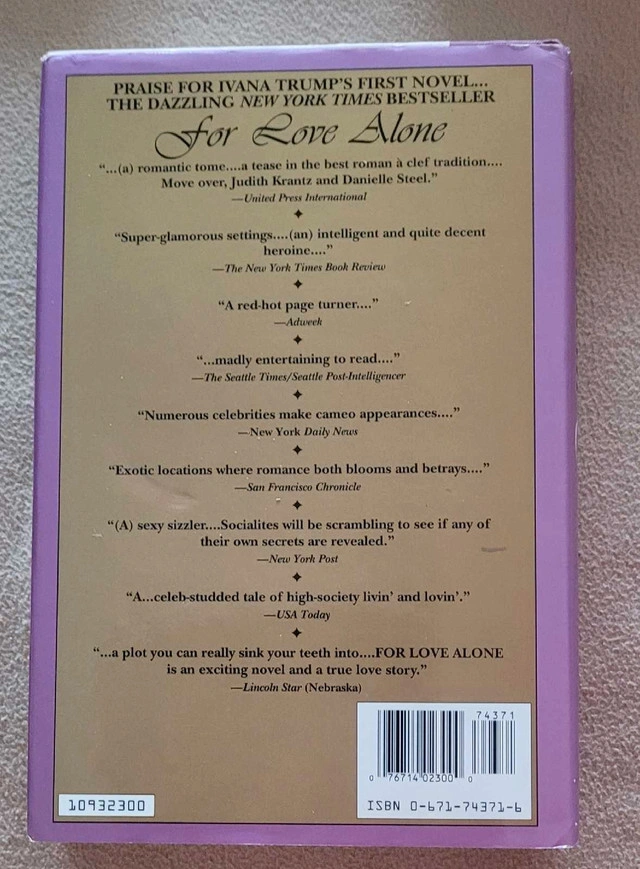 PRAISE FOR IVANA TRUMP'S FIRST NOVEL...
THE DAZZLING NEW YORK TIMES BESTSELLER
For Love Alone
"...(a) romantic tome....a tease in the best roman à clef tradition....
Move over, Judith Krantz and Danielle Steel."
—United Press International
"Super-glamorous settings....(an) intelligent and quite decent
heroine...."
—The New York Times Book Review
"A red-hot page turner...."
—Adweek
"...madly entertaining to read...."
—The Seattle Times/Seattle Post-Intelligencer
"Numerous celebrities make cameo appearances...."
—New York Daily News
"Exotic locations where romance both blooms and betrays...."
—San Francisco Chronicle
"(A) sexy sizzler....Socialites will be scrambling to see if any of
their own secrets are revealed."
—New York Post
"A...celeb-studded tale of high-society livin' and lovin'."
—USA Today
"...a plot you can really sink your teeth into....FOR LOVE ALONE
is an exciting novel and a true love story."
—Lincoln Star (Nebraska)
74371
0 76714 02300 0
10932300
ISBN 0-671-74371-6